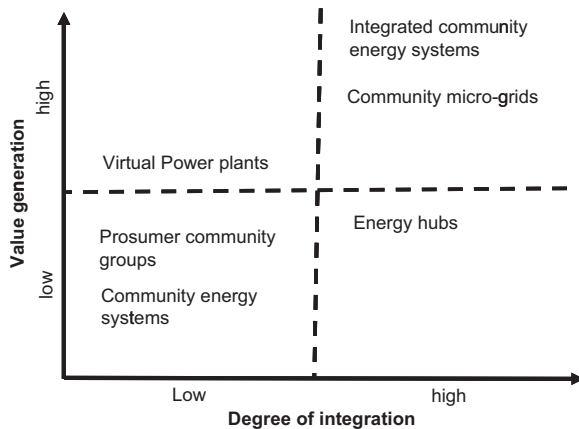 Integrated community
energy systems
Community micro-grids
high
Virtual Power plants
Value generation
Energy hubs
Prosumer community
groups
low
Community energy
systems
Low
high
Degree of integration